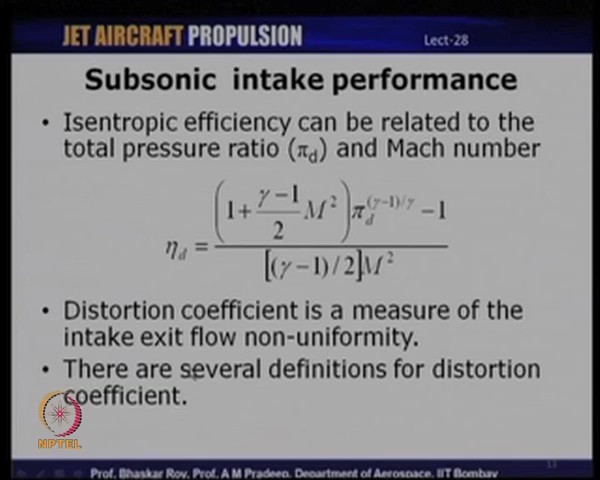 JET AIRCRAFT PROPULSION
Lect-28
Subsonic intake performance
• Isentropic efficiency can be related to the
total pressure ratio (π_d) and Mach number
η_d = ((1 + (γ−1)/2 M²) π_d^((γ−1)/γ) − 1) / ([(γ−1)/2]M²)
• Distortion coefficient is a measure of the
intake exit flow non-uniformity.
• There are several definitions for distortion
coefficient.
NPTEL
Prof. Bhaskar Roy, Prof. A M Pradeep, Department of Aerospace, IIT Bombay